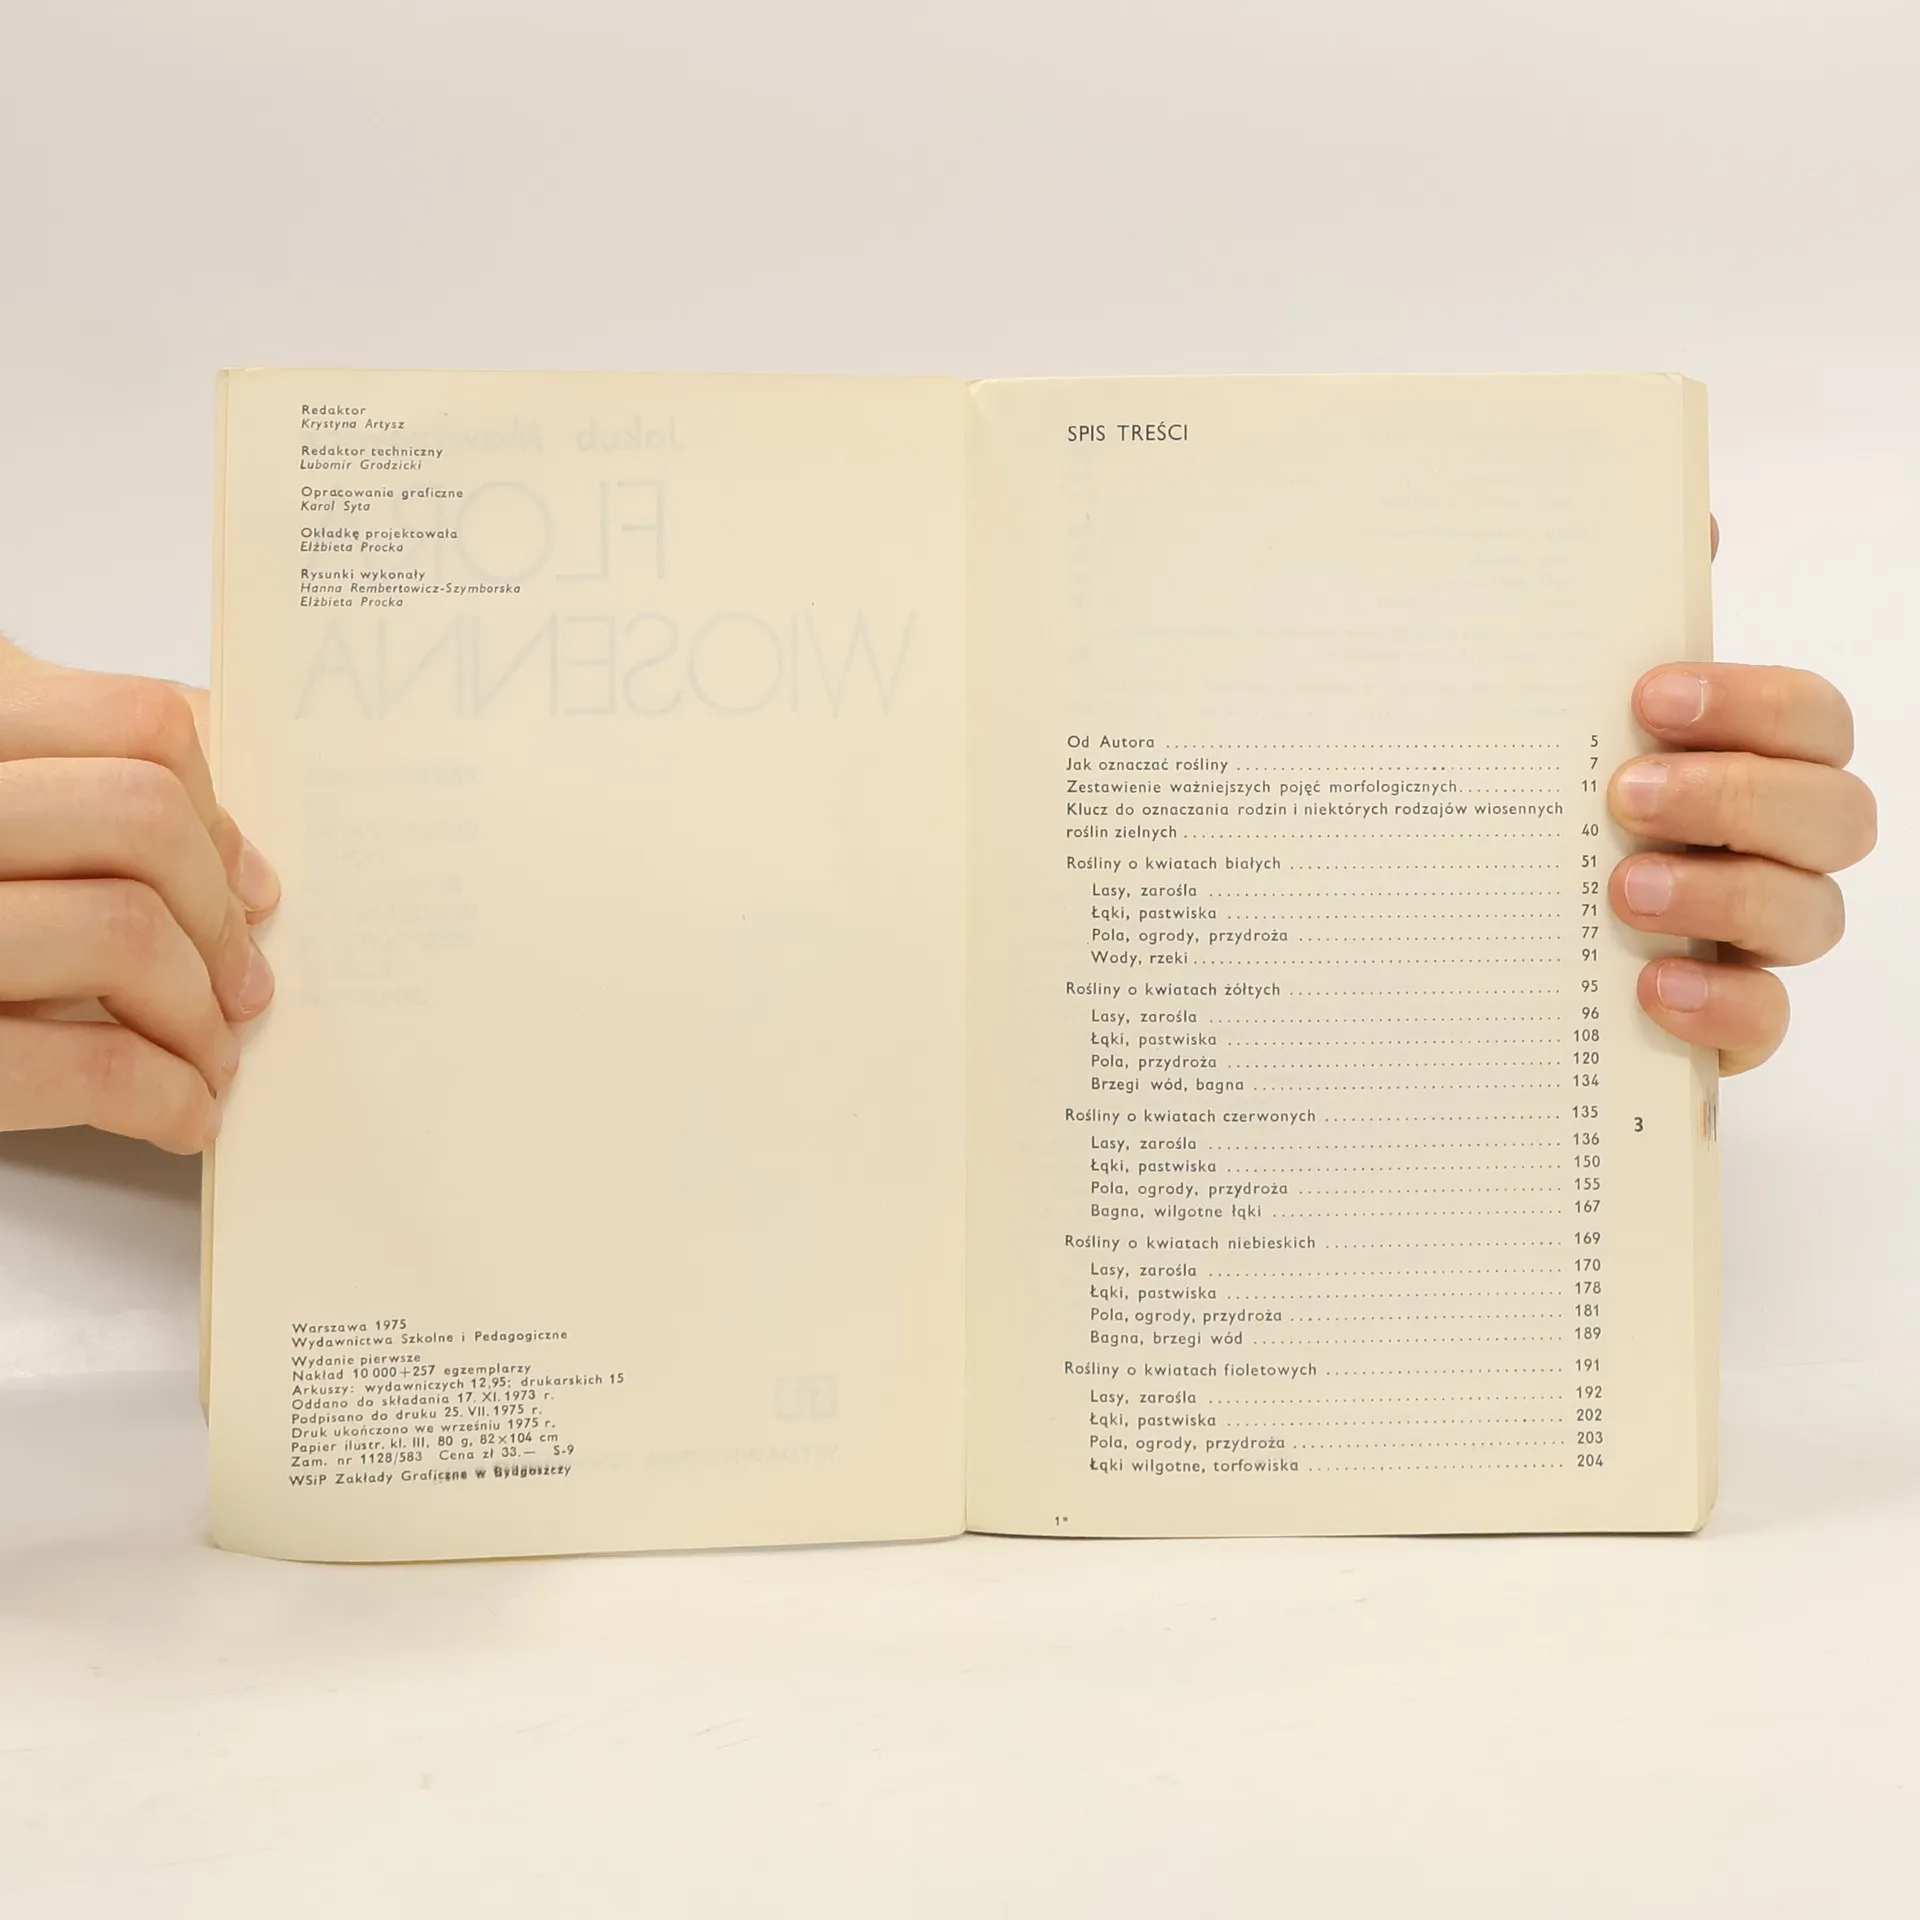 Redaktor
Krystyna Artysz
Redaktor techniczny
Lubomir Grodzicki
Opracowanie graficzne
Karol Syta
Okładkę projektowała
Elżbieta Procka
Rysunki wykonały
Hanna Rembertowicz-Szymborska
Elżbieta Procka
Jakub
FLORA
WIOSENNA
Warszawa 1975
Wydawnictwa Szkolne i Pedagogiczne
Wydanie pierwsze
Nakład 10 000+257 egzemplarzy
Arkuszy: wydawniczych 12,95; drukarskich 15
Oddano do składania 17. XI. 1973 r.
Podpisano do druku 25. VII. 1975 r.
Druk ukończono we wrześniu 1975 r.
Papier ilustr. kl. III, 80 g, 82×104 cm
Zam. nr 1128/583 Cena zł 33.— S-9
WSiP Zakłady Graficzne w Bydgoszczy
SPIS TREŚCI
Od Autora 5
Jak oznaczać rośliny 7
Zestawienie ważniejszych pojęć morfologicznych 11
Klucz do oznaczania rodzin i niektórych rodzajów wiosennych
roślin zielnych 40
Rośliny o kwiatach białych 51
Lasy, zarośla 52
Łąki, pastwiska 71
Pola, ogrody, przydroża 77
Wody, rzeki 91
Rośliny o kwiatach żółtych 95
Lasy, zarośla 96
Łąki, pastwiska 108
Pola, przydroża 120
Brzegi wód, bagna 134
Rośliny o kwiatach czerwonych 135
Lasy, zarośla 136
Łąki, pastwiska 150
Pola, ogrody, przydroża 155
Bagna, wilgotne łąki 167
Rośliny o kwiatach niebieskich 169
Lasy, zarośla 170
Łąki, pastwiska 178
Pola, ogrody, przydroża 181
Bagna, brzegi wód 189
Rośliny o kwiatach fioletowych 191
Lasy, zarośla 192
Łąki, pastwiska 202
Pola, ogrody, przydroża 203
Łąki wilgotne, torfowiska 204
3
1*